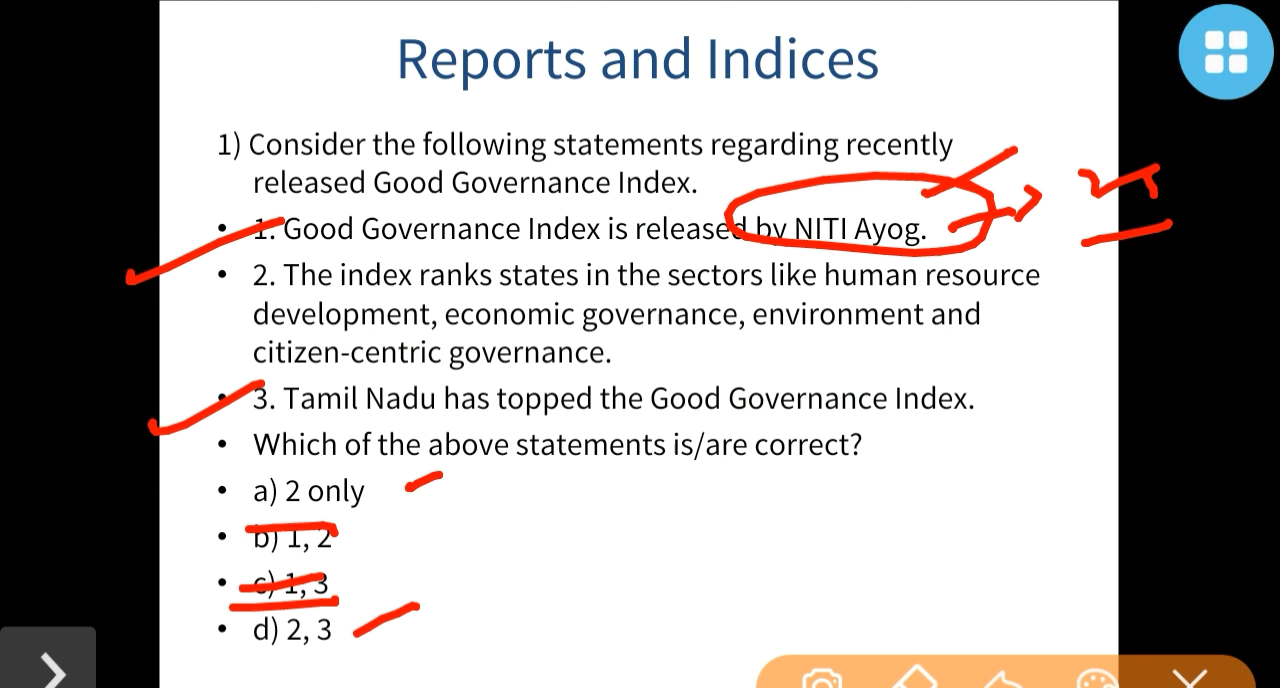 Reports and Indices
1) Consider the following statements regarding recently
released Good Governance Index.
• 1. Good Governance Index is released by NITI Ayog.
• 2. The index ranks states in the sectors like human resource
development, economic governance, environment and
citizen-centric governance.
• 3. Tamil Nadu has topped the Good Governance Index.
• Which of the above statements is/are correct?
• a) 2 only
• b) 1, 2
• c) 1, 3
• d) 2, 3